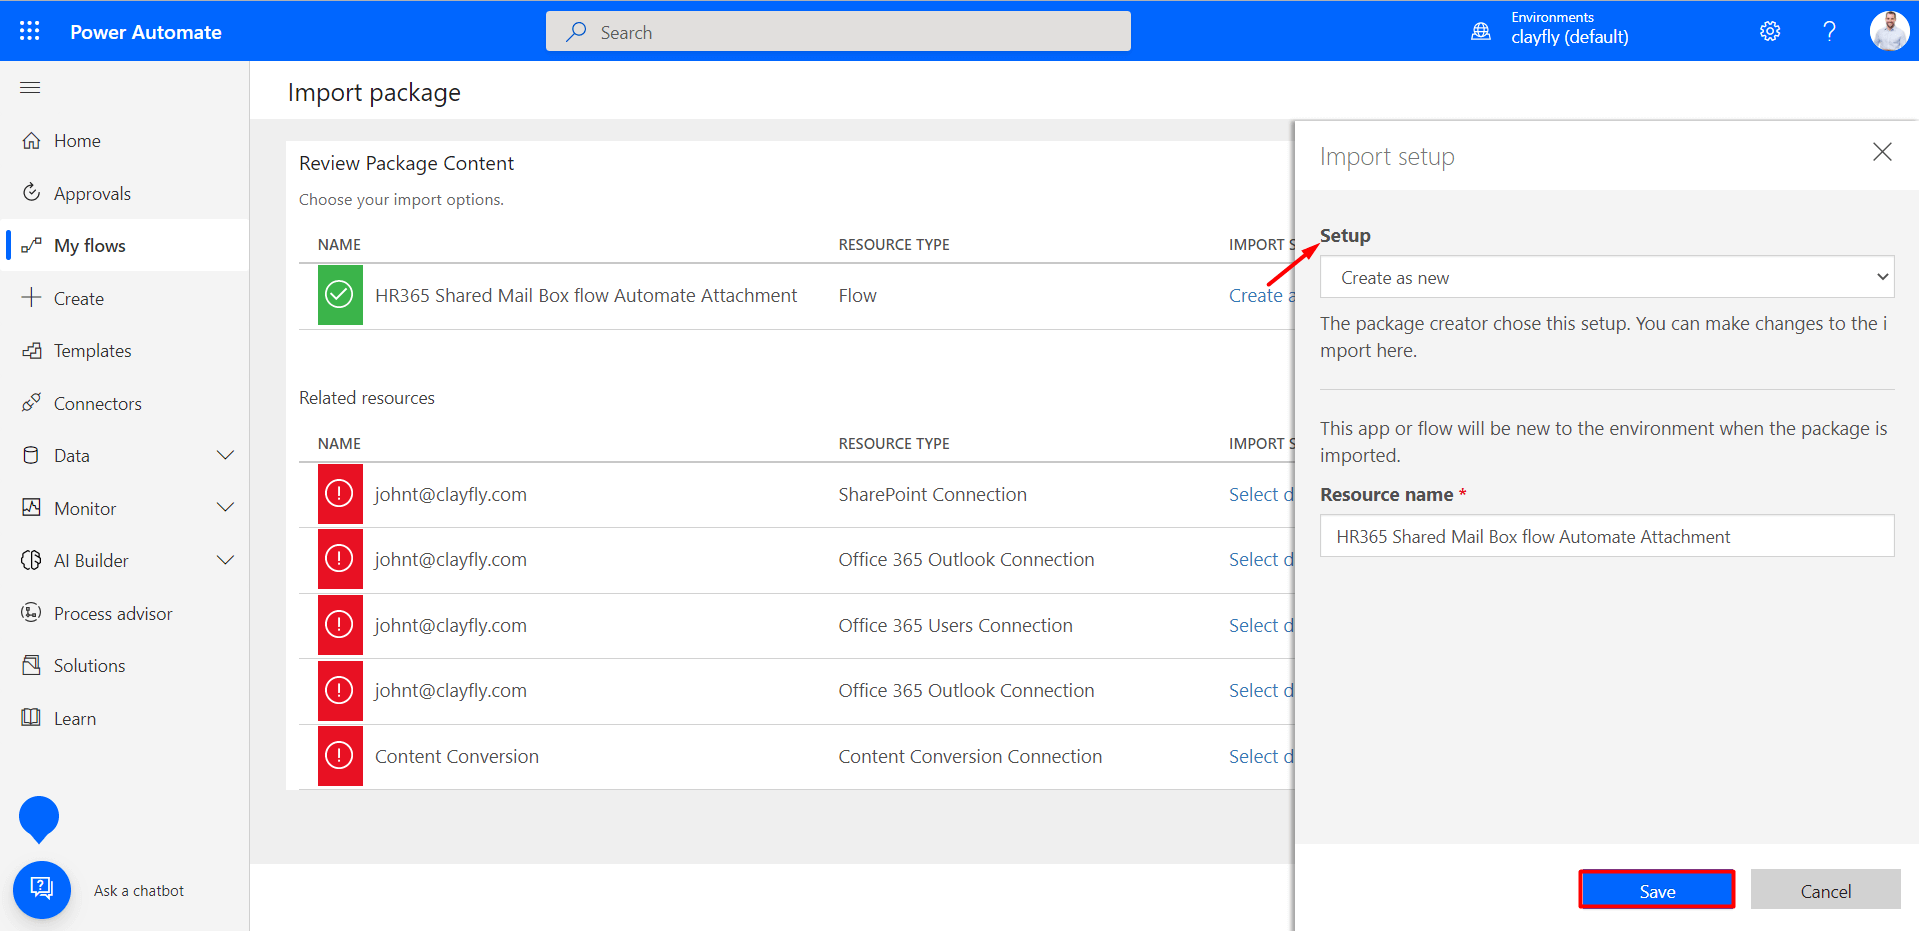 Power Automate
Search
Environments
clayfly (default)
?
Home
Approvals
My flows
Create
Templates
Connectors
Data
Monitor
AI Builder
Process advisor
Solutions
Learn
Ask a chatbot
Import package
Review Package Content
Choose your import options.
NAME RESOURCE TYPE IMPORT S
HR365 Shared Mail Box flow Automate Attachment Flow Create a
Related resources
NAME RESOURCE TYPE IMPORT S
johnt@clayfly.com SharePoint Connection Select d
johnt@clayfly.com Office 365 Outlook Connection Select d
johnt@clayfly.com Office 365 Users Connection Select d
johnt@clayfly.com Office 365 Outlook Connection Select d
Content Conversion Content Conversion Connection Select d
Import setup
Setup
Create as new
The package creator chose this setup. You can make changes to the i
mport here.
This app or flow will be new to the environment when the package is
imported.
Resource name *
HR365 Shared Mail Box flow Automate Attachment
Save Cancel